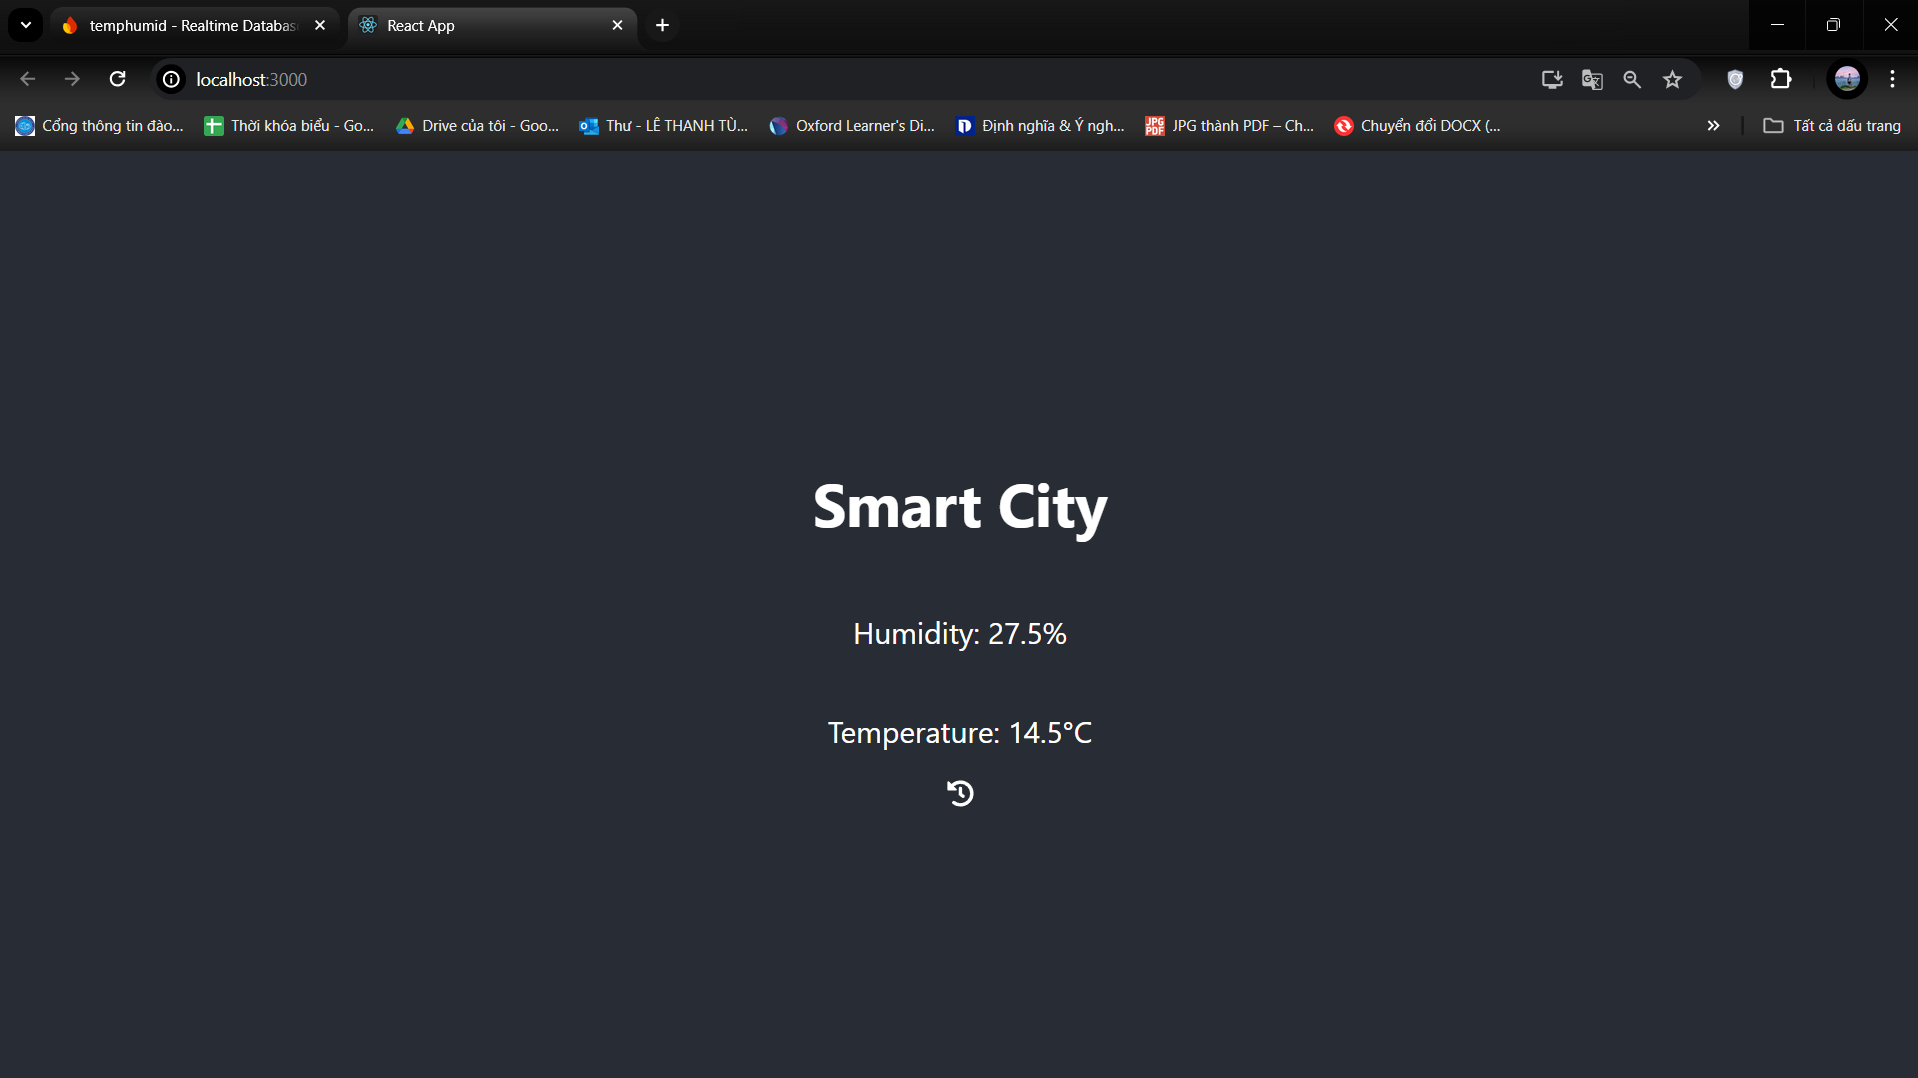 temphumid - Realtime Databas
React App
localhost:3000
Cổng thông tin đào...
Thời khóa biểu - Go...
Drive của tôi - Goo...
Thư - LÊ THANH TÙ...
Oxford Learner's Di...
Định nghĩa & Ý ngh...
JPG thành PDF – Ch...
Chuyển đổi DOCX (...
Tất cả dấu trang
Smart City
Humidity: 27.5%
Temperature: 14.5°C